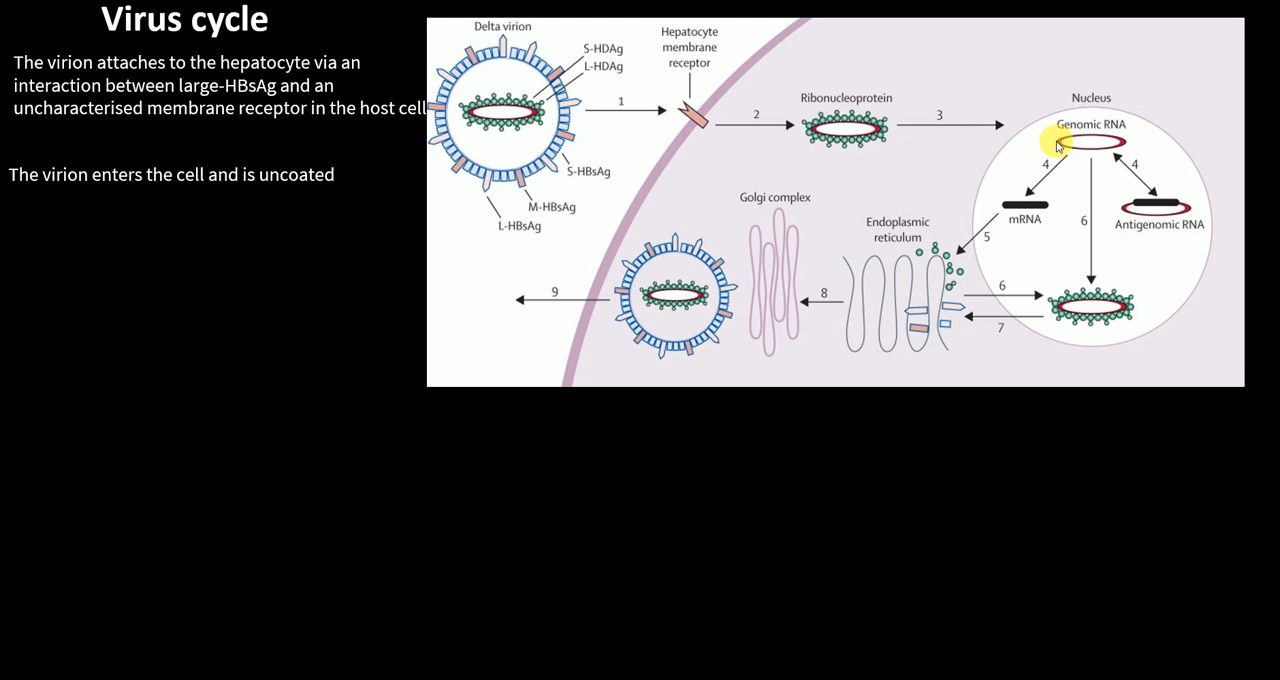 Virus cycle
The virion attaches to the hepatocyte via an
interaction between large-HBsAg and an
uncharacterised membrane receptor in the host cell
The virion enters the cell and is uncoated
Delta virion
S-HDAg
L-HDAg
S-HBsAg
M-HBsAg
L-HBsAg
1
Hepatocyte
membrane
receptor
2
Ribonucleoprotein
3
Nucleus
Genomic RNA
4
4
mRNA
Antigenomic RNA
5
6
6
7
Endoplasmic
reticulum
8
Golgi complex
9